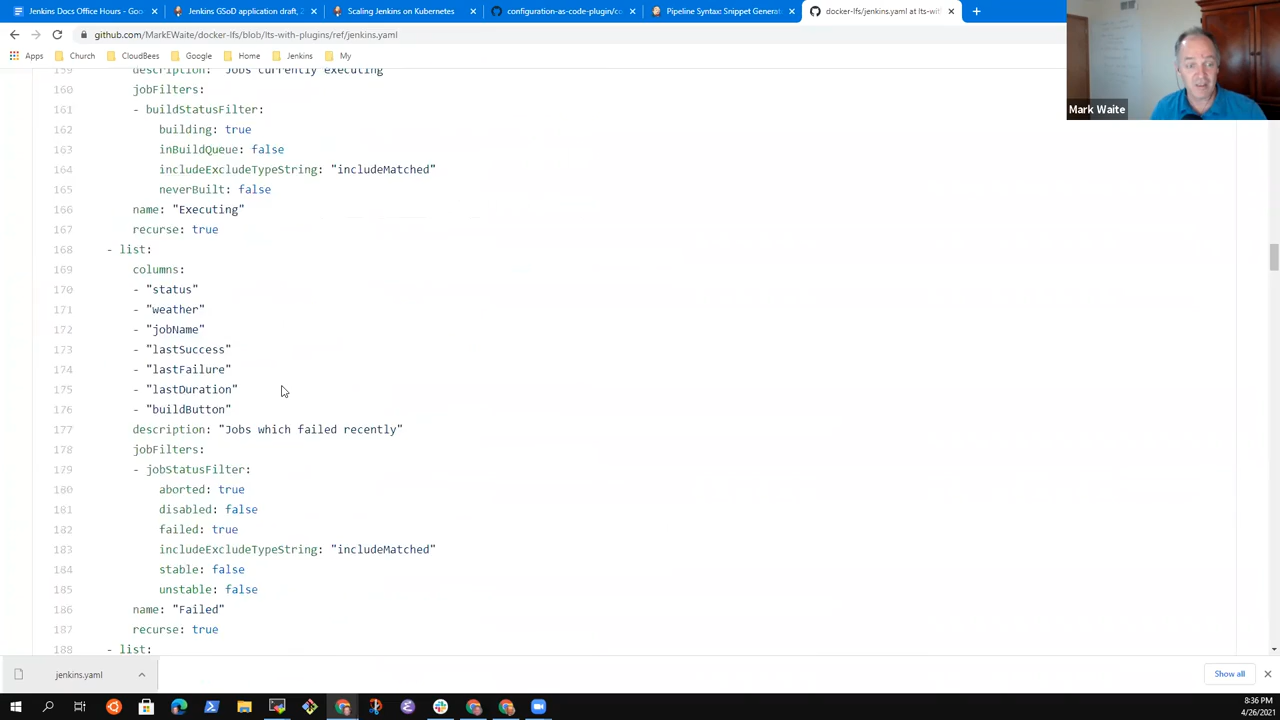 Jenkins Docs Office Hours - Goo
Jenkins GSoD application draft, 2
Scaling Jenkins on Kubernetes
configuration-as-code-plugin/co
Pipeline Syntax: Snippet Generat
docker-lfs/jenkins.yaml at lts-wit
github.com/MarkEWaite/docker-lfs/blob/lts-with-plugins/ref/jenkins.yaml
Apps Church CloudBees Google Home Jenkins My
Mark Waite
159 description: "Jobs currently executing
160 jobFilters:
161 - buildStatusFilter:
162 building: true
163 inBuildQueue: false
164 includeExcludeTypeString: "includeMatched"
165 neverBuilt: false
166 name: "Executing"
167 recurse: true
168 - list:
169 columns:
170 - "status"
171 - "weather"
172 - "jobName"
173 - "lastSuccess"
174 - "lastFailure"
175 - "lastDuration"
176 - "buildButton"
177 description: "Jobs which failed recently"
178 jobFilters:
179 - jobStatusFilter:
180 aborted: true
181 disabled: false
182 failed: true
183 includeExcludeTypeString: "includeMatched"
184 stable: false
185 unstable: false
186 name: "Failed"
187 recurse: true
188 - list:
jenkins.yaml
Show all
8:36 PM
4/26/2021